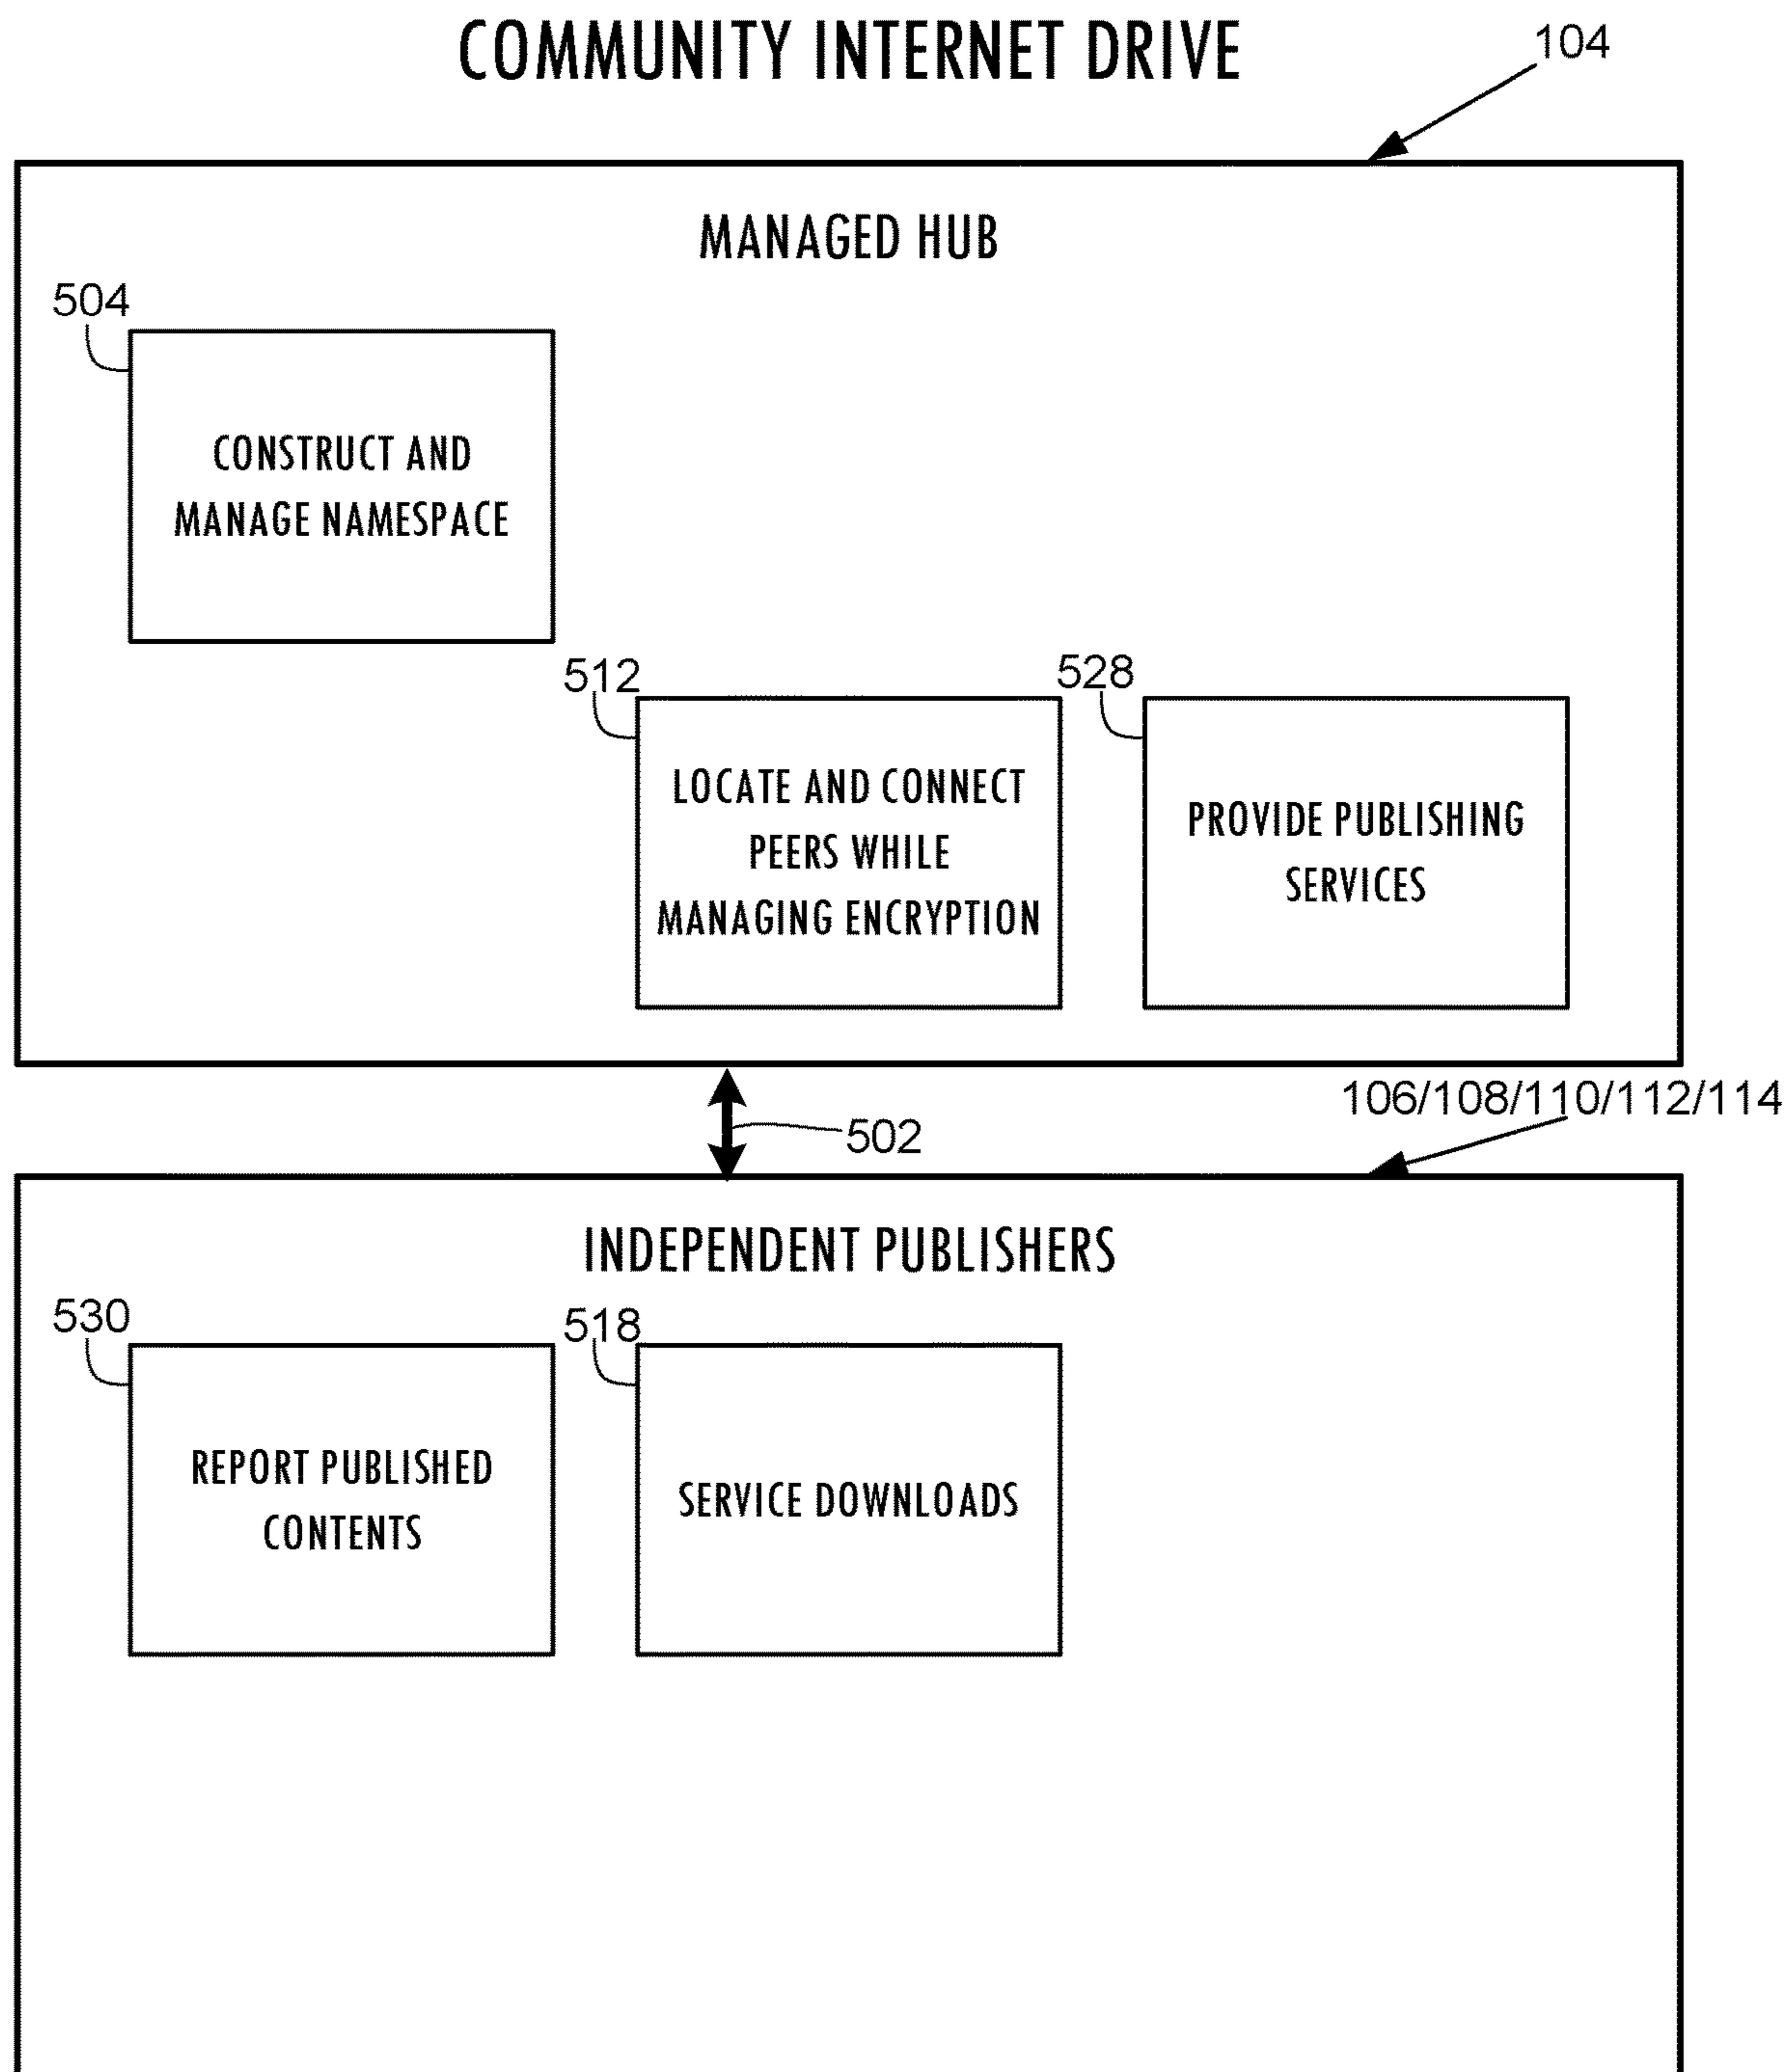 COMMUNITY INTERNET DRIVE
104
MANAGED HUB
504
CONSTRUCT AND
MANAGE NAMESPACE
512
528
LOCATE AND CONNECT
PEERS WHILE
MANAGING ENCRYPTION
PROVIDE PUBLISHING
SERVICES
106/108/110/112/114
502
INDEPENDENT PUBLISHERS
530
518
REPORT PUBLISHED
CONTENTS
SERVICE DOWNLOADS